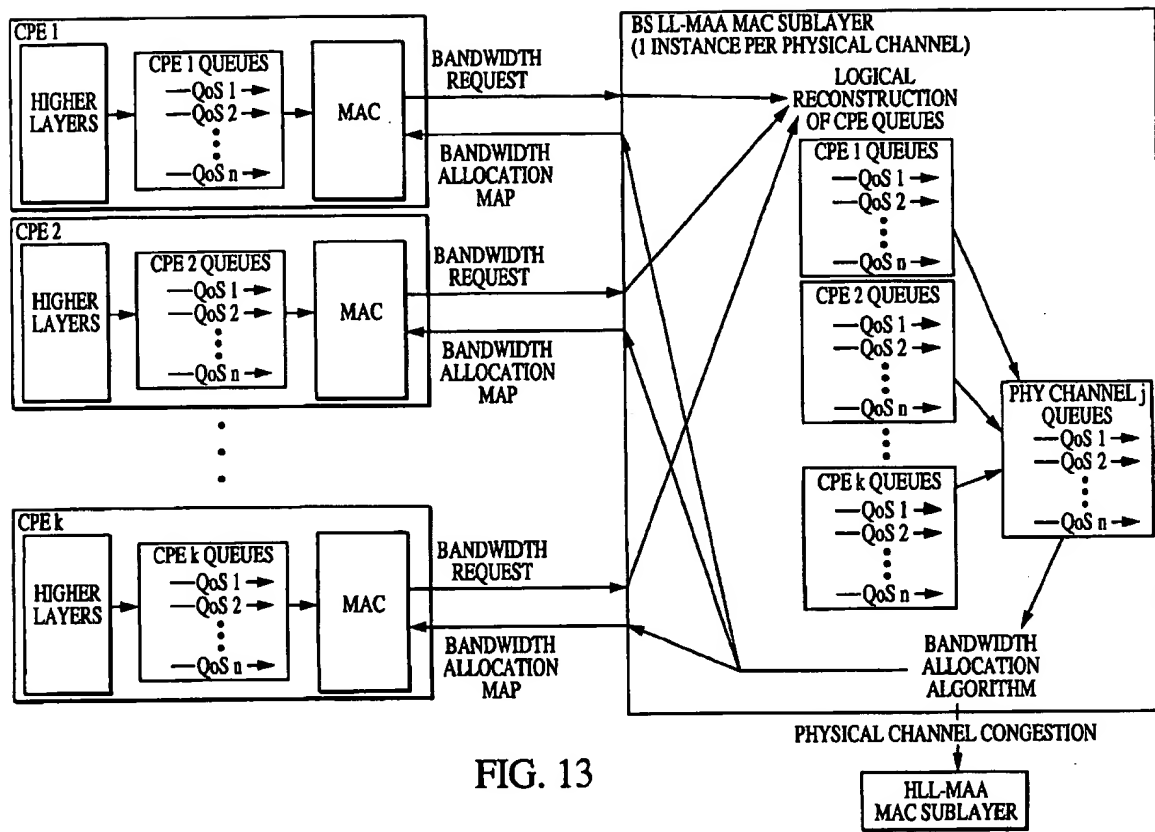 CPE 1
HIGHER
LAYERS
CPE 1 QUEUES
QoS 1
QoS 2
QoS n
MAC
BANDWIDTH
REQUEST
BANDWIDTH
ALLOCATION
MAP
CPE 2
HIGHER
LAYERS
CPE 2 QUEUES
QoS 1
QoS 2
QoS n
MAC
BANDWIDTH
REQUEST
BANDWIDTH
ALLOCATION
MAP
CPE k
HIGHER
LAYERS
CPE k QUEUES
QoS 1
QoS 2
QoS n
MAC
BANDWIDTH
REQUEST
BANDWIDTH
ALLOCATION
MAP
BS LL-MAA MAC SUBLAYER
(1 INSTANCE PER PHYSICAL CHANNEL)
LOGICAL
RECONSTRUCTION
OF CPE QUEUES
CPE 1 QUEUES
QoS 1
QoS 2
QoS n
CPE 2 QUEUES
QoS 1
QoS 2
QoS n
CPE k QUEUES
QoS 1
QoS 2
QoS n
PHY CHANNEL j
QUEUES
QoS 1
QoS 2
QoS n
BANDWIDTH
ALLOCATION
ALGORITHM
PHYSICAL CHANNEL CONGESTION
HLL-MAA
MAC SUBLAYER
FIG. 13